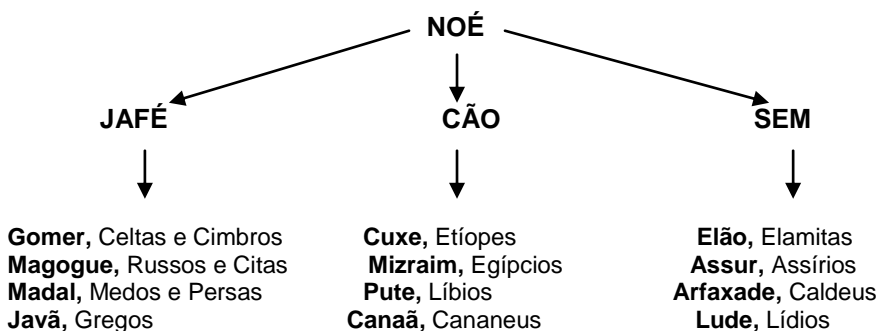 NOÉ
JAFÉ CÃO SEM
Gomer, Celtas e Cimbros Cuxe, Etíopes Elão, Elamitas
Magogue, Russos e Citas Mizraim, Egípcios Assur, Assírios
Madal, Medos e Persas Pute, Líbios Arfaxade, Caldeus
Javã, Gregos Canaã, Cananeus Lude, Lídios